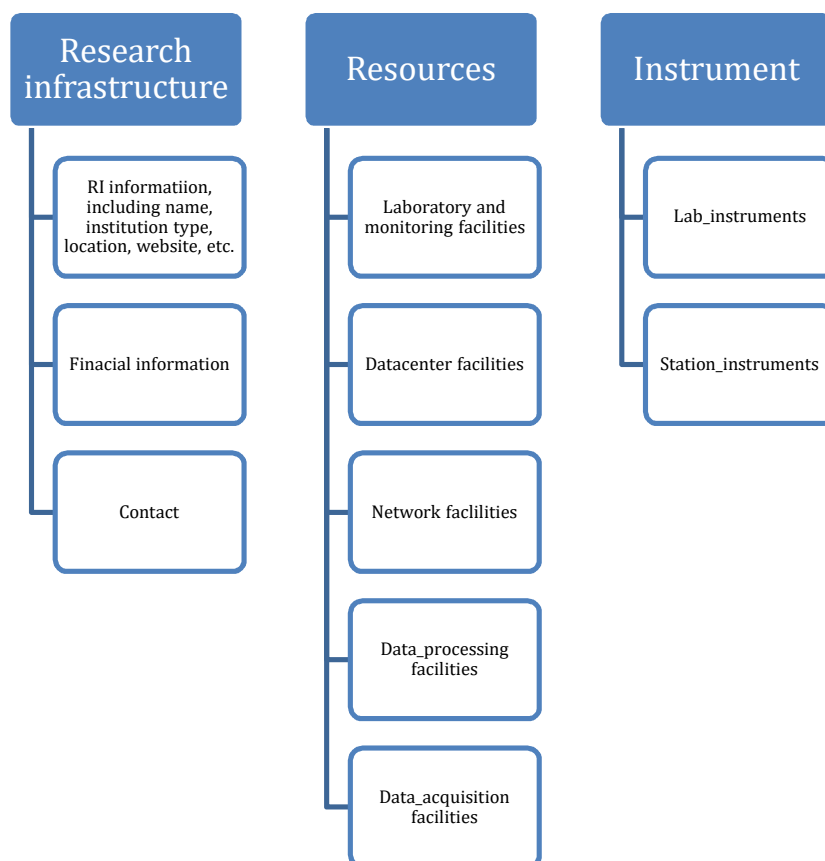 Research
infrastructure
RI informatiion,
including name,
institution type,
location, website, etc.
Finacial information
Contact
Resources
Laboratory and
monitoring facilities
Datacenter facilities
Network faclilities
Data_processing
facilities
Data_acquisition
facilities
Instrument
Lab_instruments
Station_instruments